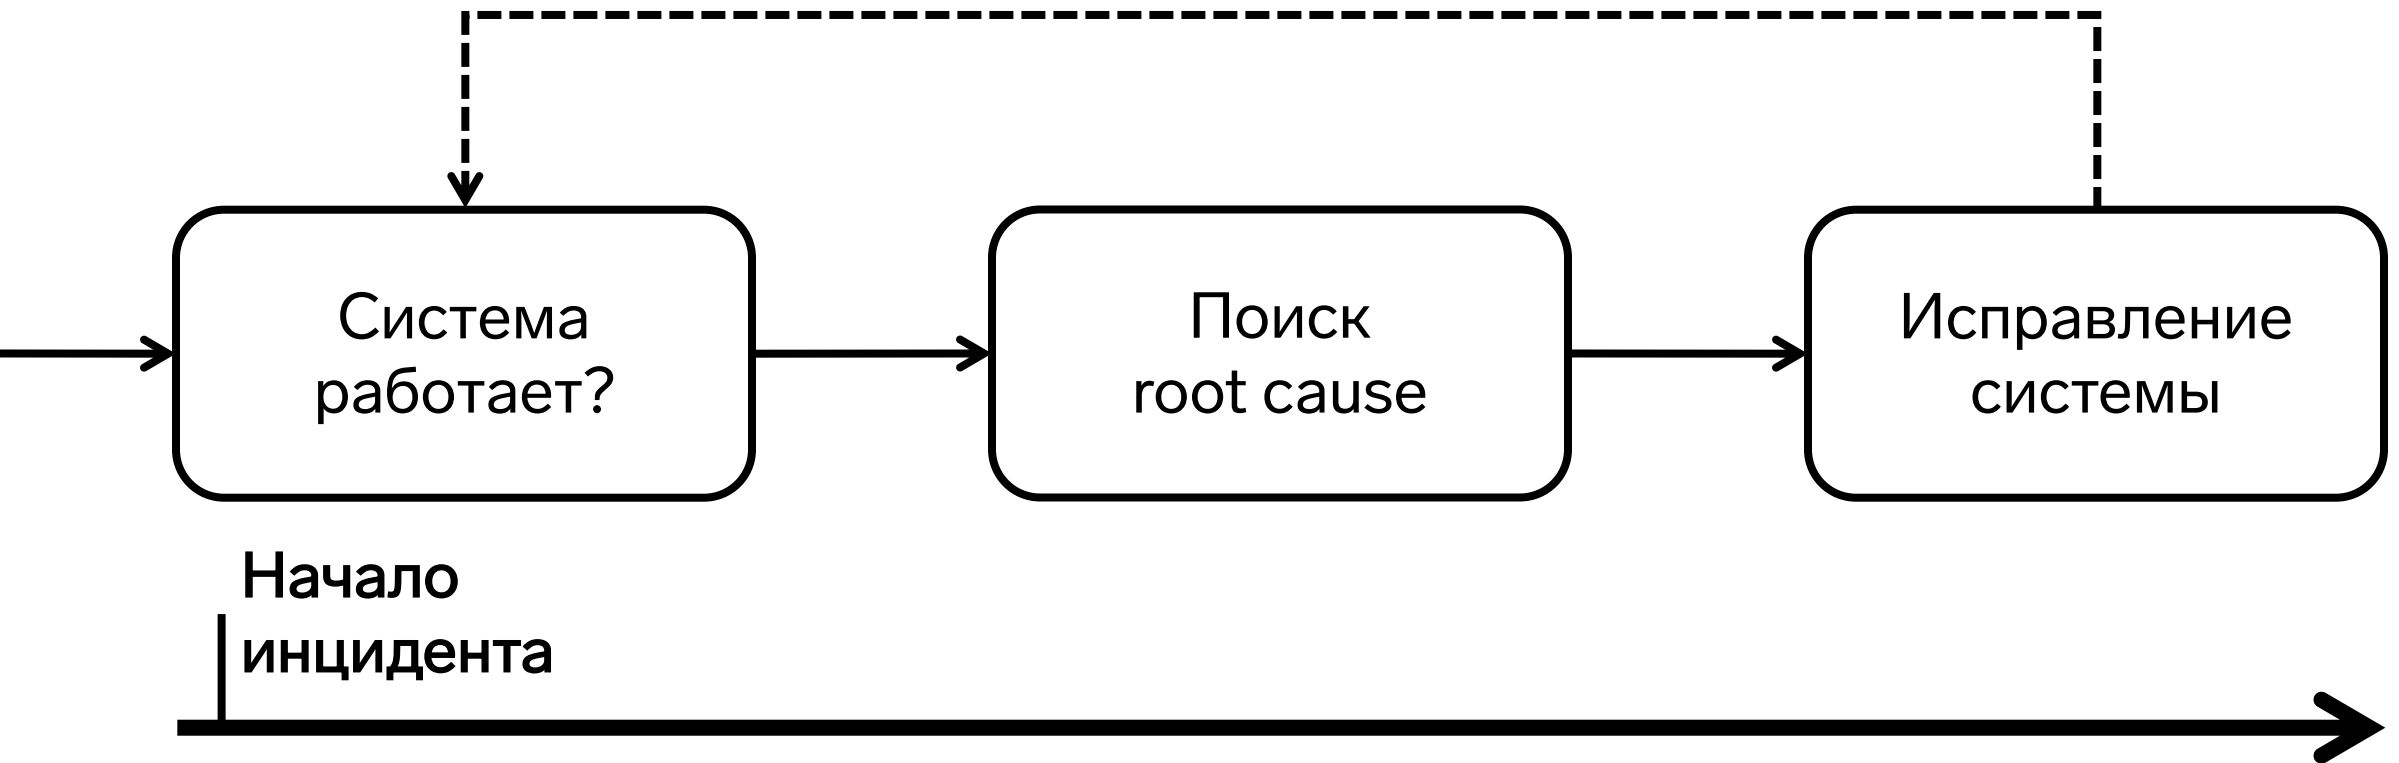 Система
работает?
Поиск
root cause
Исправление
системы
Начало
инцидента